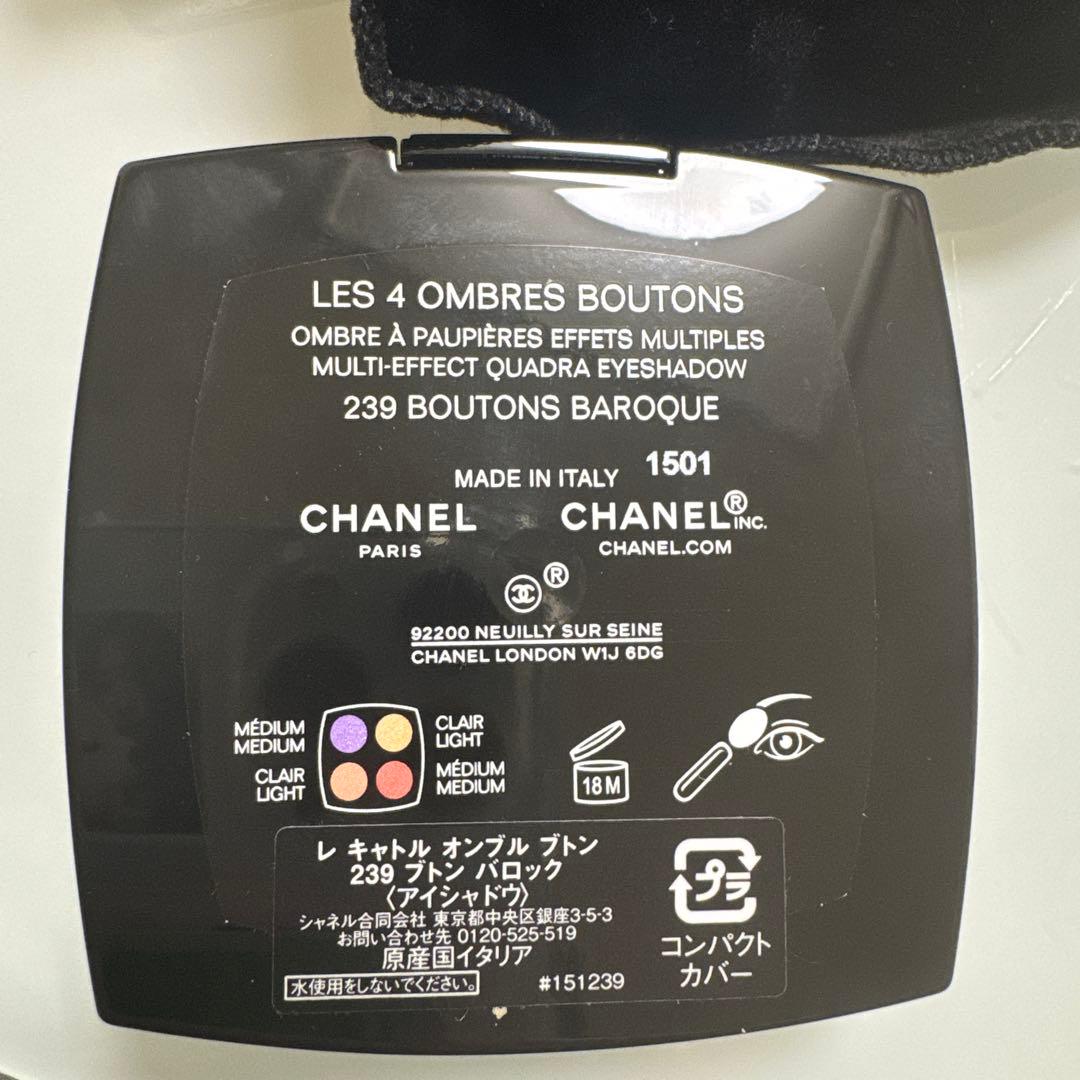 LES 4 OMBRES BOUTONS
OMBRE À PAUPIÈRES EFFETS MULTIPLES
MULTI-EFFECT QUADRA EYESHADOW
239 BOUTONS BAROQUE
MADE IN ITALY 1501
CHANEL CHANEL® INC.
PARIS CHANEL.COM
®
92200 NEUILLY SUR SEINE
CHANEL LONDON W1J 6DG
MÉDIUM
MEDIUM
CLAIR
LIGHT
CLAIR
LIGHT
MÉDIUM
MEDIUM
18 M
レ キャトル オンブル ブトン
239 ブトン バロック
〈アイシャドウ〉
シャネル合同会社 東京都中央区銀座3-5-3
お問い合わせ先 0120-525-519
原産国イタリア
水使用をしないでください。 #151239
プラ
コンパクト
カバー